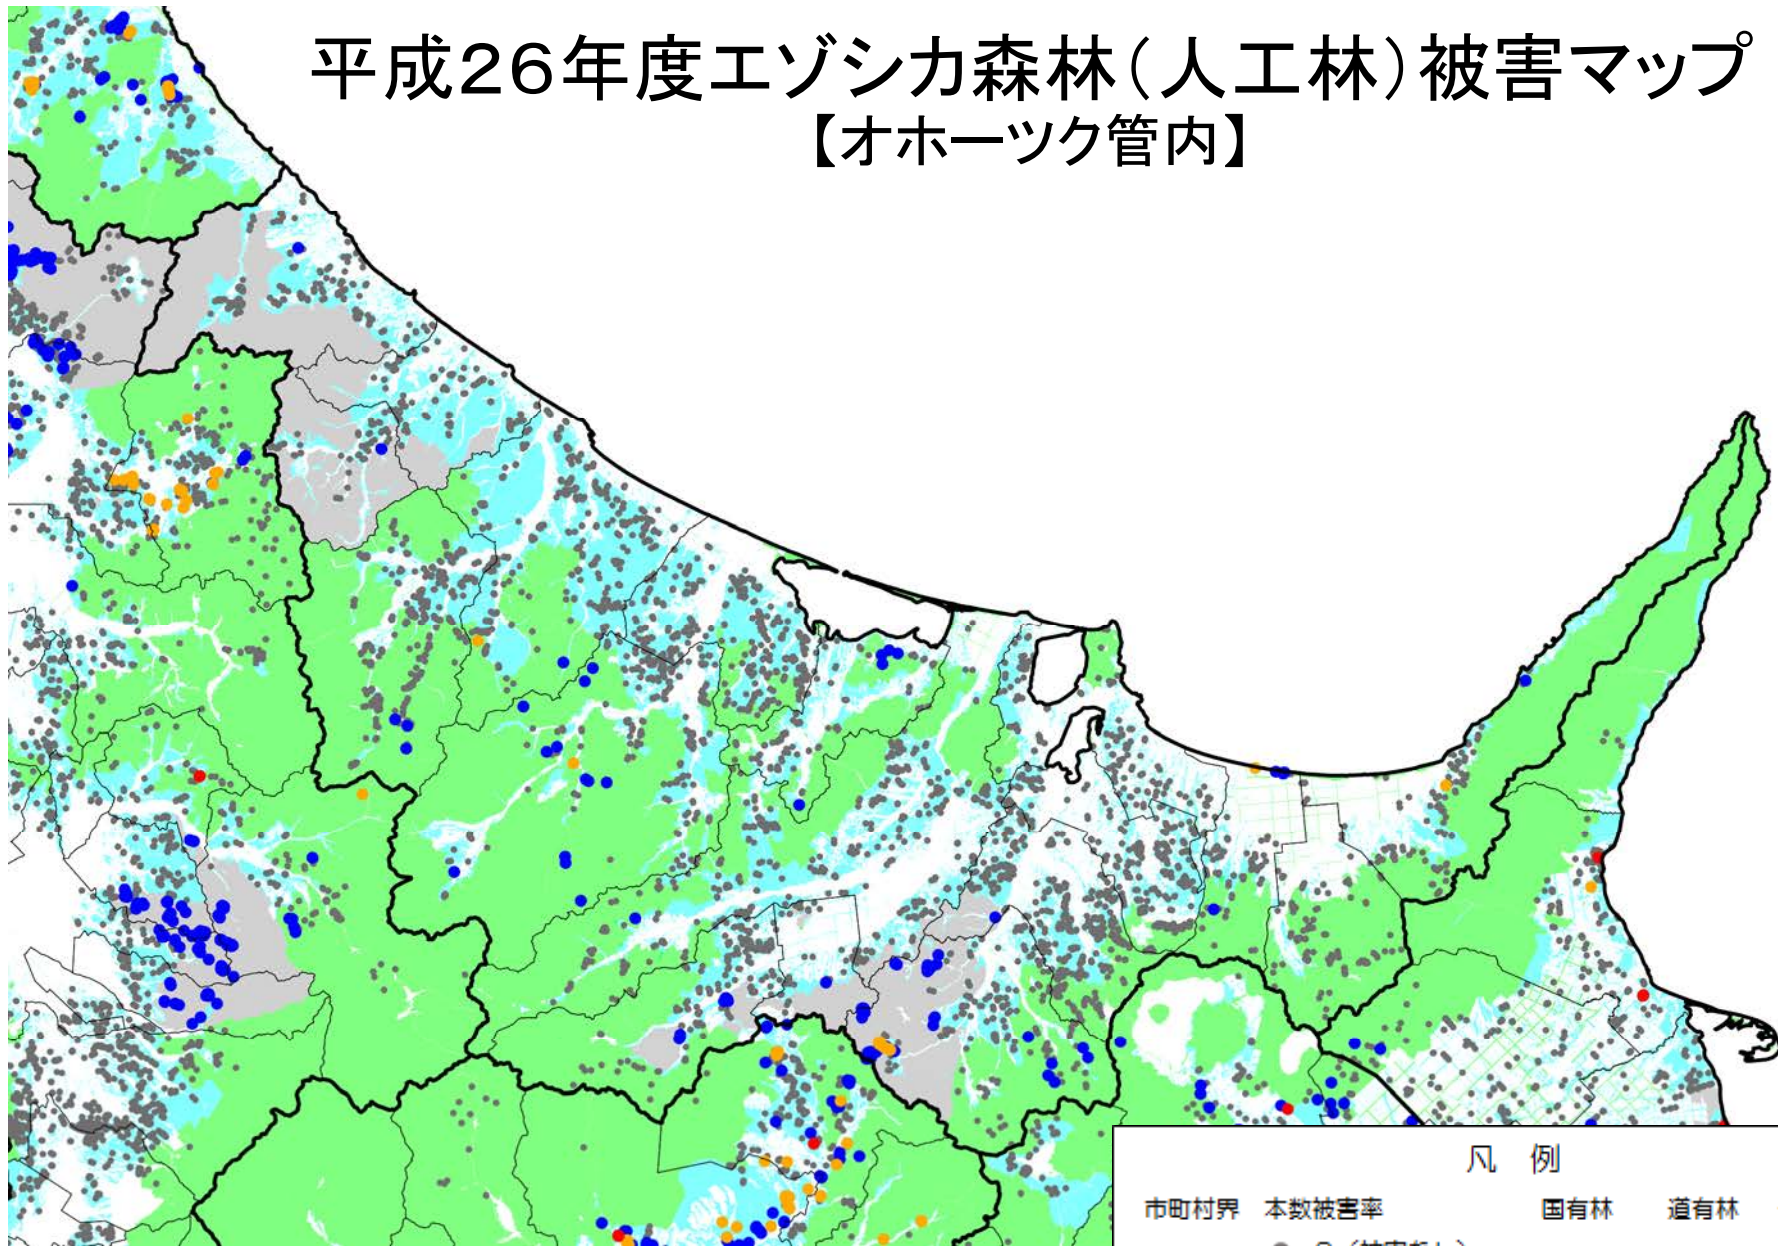 平成２６年度エゾシカ森林（人工林）被害マップ
【オホーツク管内】
凡　例
市町村界　本数被害率　国有林　道有林